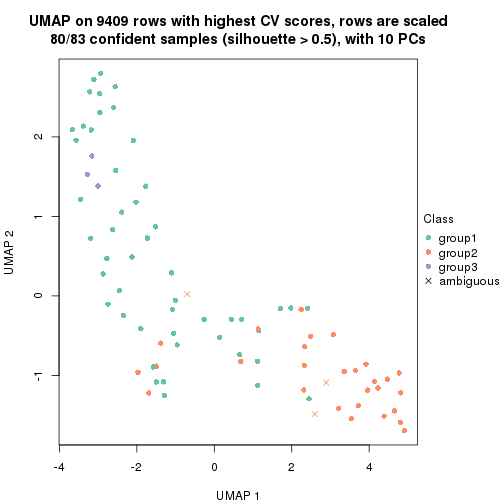 UMAP on 9409 rows with highest CV scores, rows are scaled
80/83 confident samples (silhouette > 0.5), with 10 PCs
2
1
0
-1
UMAP 2
-4
-2
0
2
4
UMAP 1
Class
group1
group2
group3
ambiguous